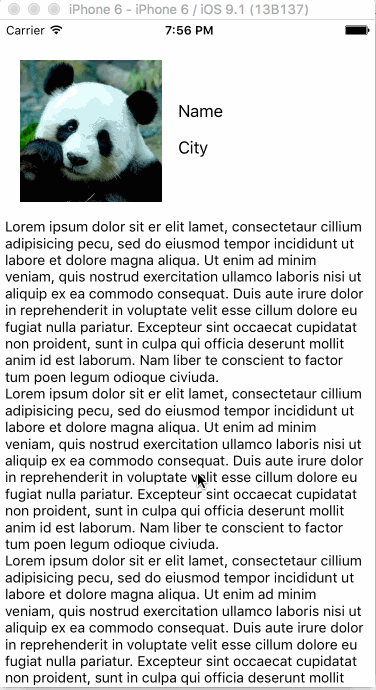 iPhone 6 - iPhone 6 / iOS 9.1 (13B137)
Carrier 7:56 PM
Name
City
Lorem ipsum dolor sit er elit lamet, consectetaur cillium
adipisicing pecu, sed do eiusmod tempor incididunt ut
labore et dolore magna aliqua. Ut enim ad minim
veniam, quis nostrud exercitation ullamco laboris nisi ut
aliquip ex ea commodo consequat. Duis aute irure dolor
in reprehenderit in voluptate velit esse cillum dolore eu
fugiat nulla pariatur. Excepteur sint occaecat cupidatat
non proident, sunt in culpa qui officia deserunt mollit
anim id est laborum. Nam liber te conscient to factor
tum poen legum odioque civiuda.
Lorem ipsum dolor sit er elit lamet, consectetaur cillium
adipisicing pecu, sed do eiusmod tempor incididunt ut
labore et dolore magna aliqua. Ut enim ad minim
veniam, quis nostrud exercitation ullamco laboris nisi ut
aliquip ex ea commodo consequat. Duis aute irure dolor
in reprehenderit in voluptate velit esse cillum dolore eu
fugiat nulla pariatur. Excepteur sint occaecat cupidatat
non proident, sunt in culpa qui officia deserunt mollit
anim id est laborum. Nam liber te conscient to factor
tum poen legum odioque civiuda.
Lorem ipsum dolor sit er elit lamet, consectetaur cillium
adipisicing pecu, sed do eiusmod tempor incididunt ut
labore et dolore magna aliqua. Ut enim ad minim
veniam, quis nostrud exercitation ullamco laboris nisi ut
aliquip ex ea commodo consequat. Duis aute irure dolor
in reprehenderit in voluptate velit esse cillum dolore eu
fugiat nulla pariatur. Excepteur sint occaecat cupidatat
non proident, sunt in culpa qui officia deserunt mollit